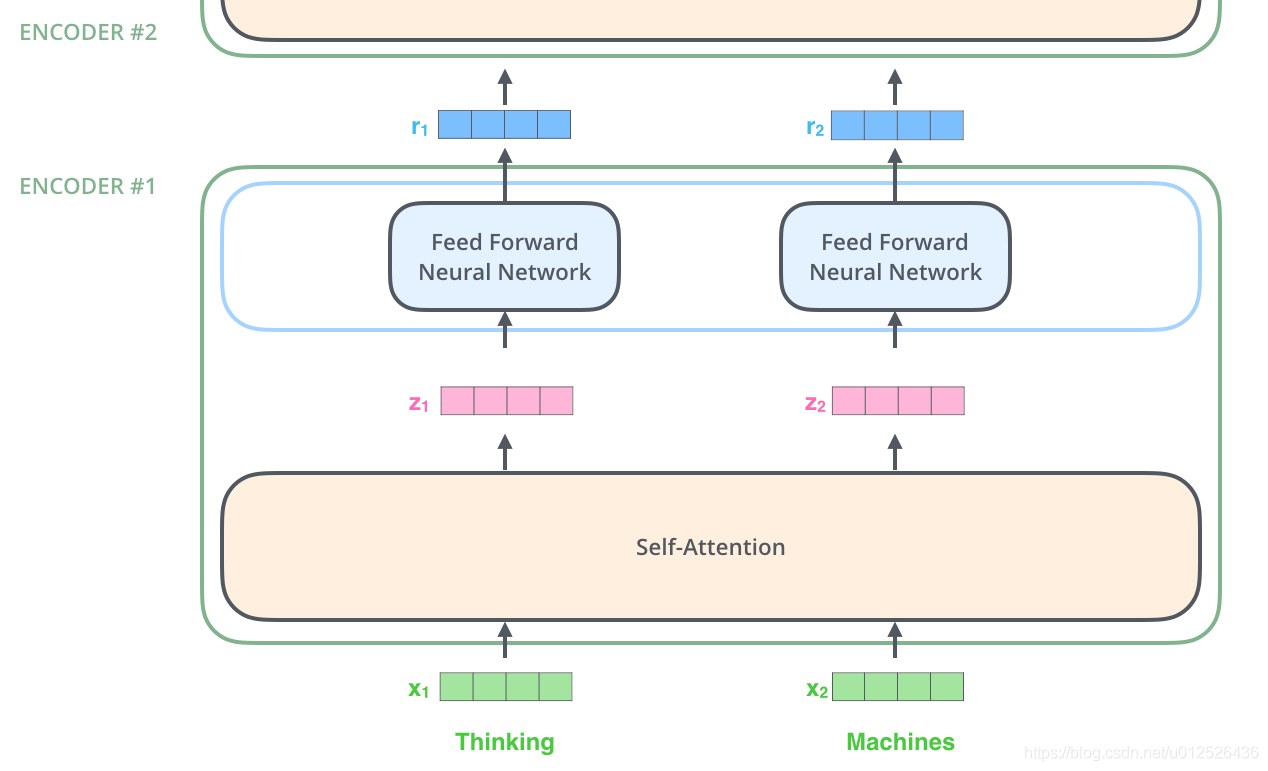 ENCODER #2
r₁
r₂
ENCODER #1
Feed Forward
Neural Network
Feed Forward
Neural Network
z₁
z₂
Self-Attention
x₁
x₂
Thinking
Machines
https://blog.csdn.net/u012526436